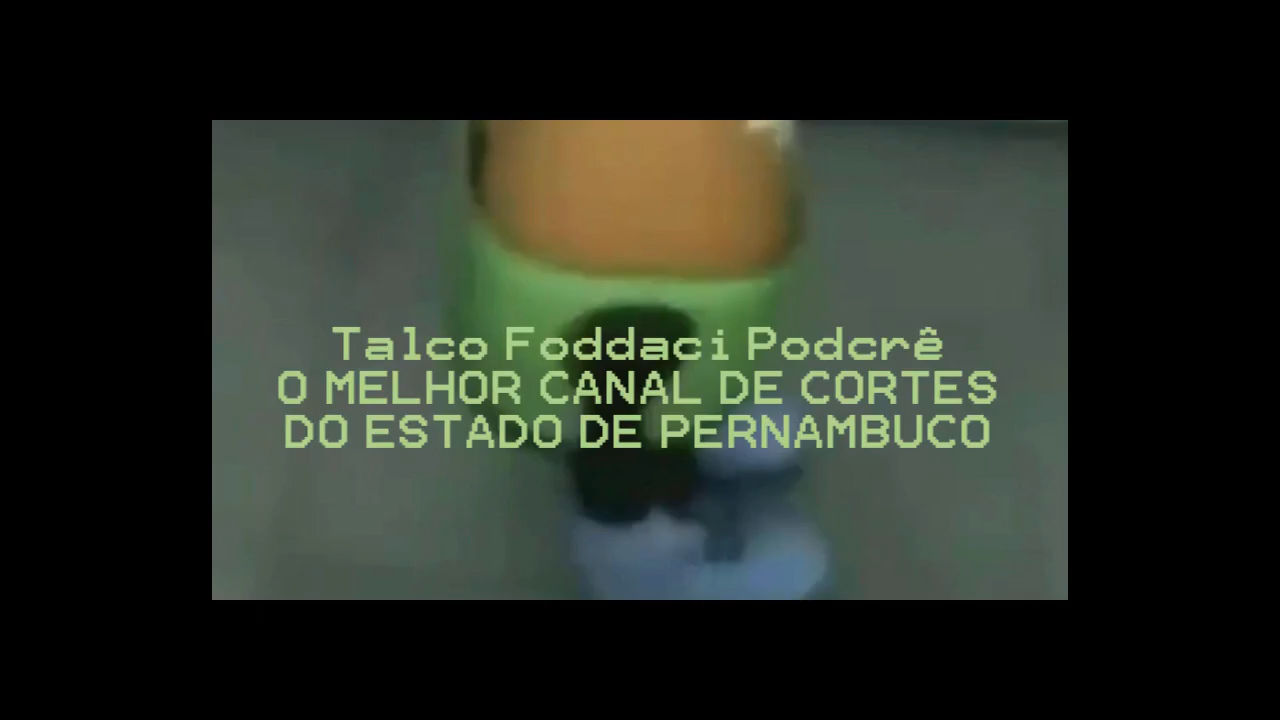 Talco Foddaci Podcrê
O MELHOR CANAL DE CORTES
DO ESTADO DE PERNAMBUCO